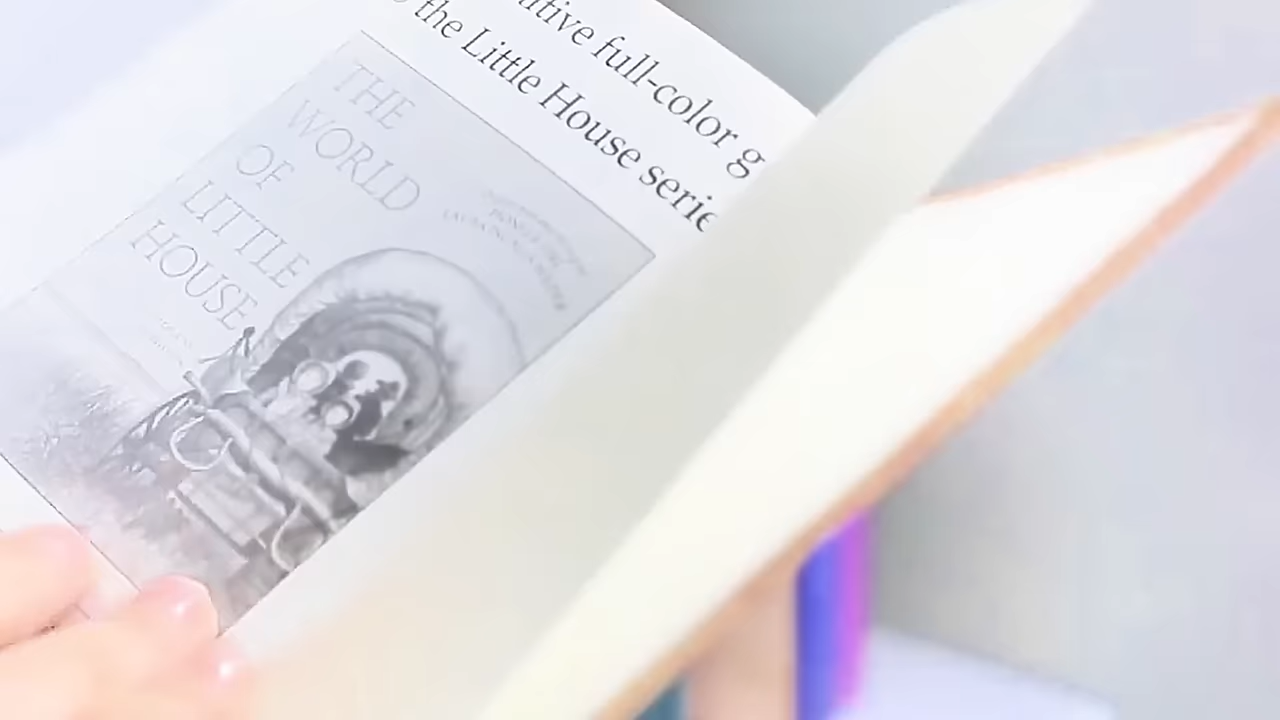 itive full-color g
the Little House serie
THE
WORLD
OF
LITTLE
HOUSE